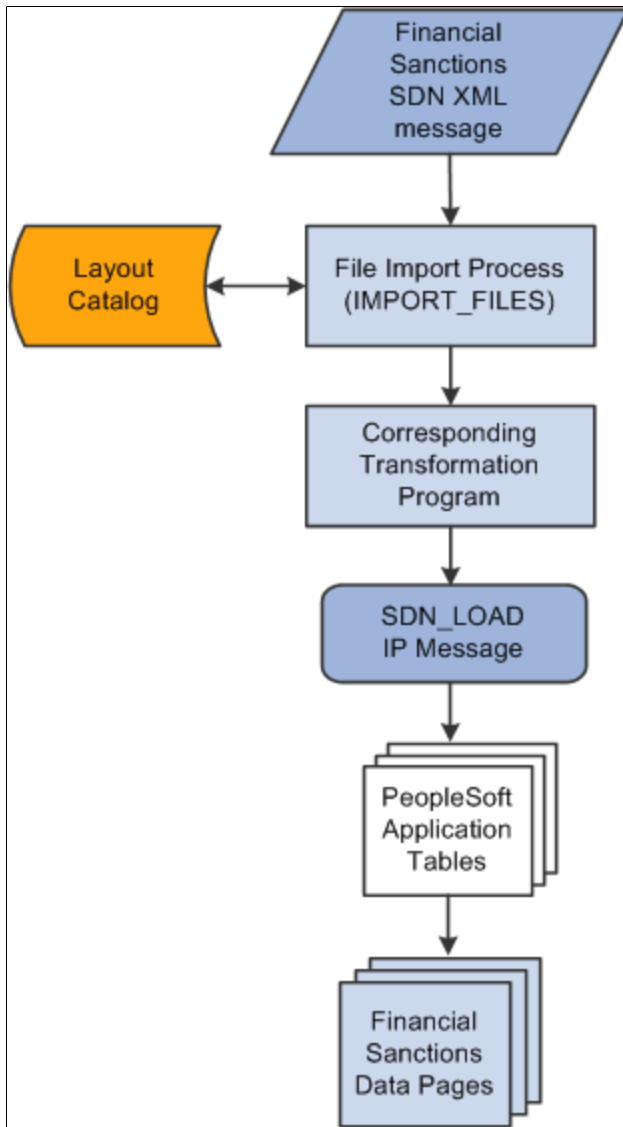 Financial
Sanctions
SDN XML
message
Layout
Catalog
File Import Process
(IMPORT_FILES)
Corresponding
Transformation
Program
SDN_LOAD
IP Message
PeopleSoft
Application
Tables
Financial
Sanctions
Data Pages